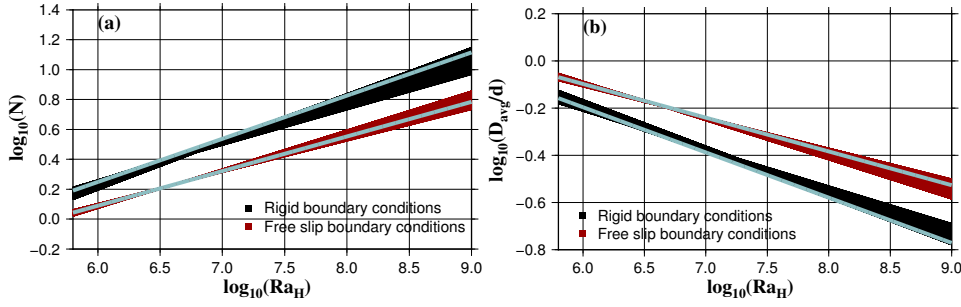 (a)
1.4
1.2
1.0
0.8
0.6
0.4
0.2
0.0
−0.2
log10(N)
Rigid boundary conditions
Free slip boundary conditions
6.0 6.5 7.0 7.5 8.0 8.5 9.0
log10(RaH)
(b)
0.2
0.0
−0.2
−0.4
−0.6
−0.8
log10(Davg/d)
Rigid boundary conditions
Free slip boundary conditions
6.0 6.5 7.0 7.5 8.0 8.5 9.0
log10(RaH)